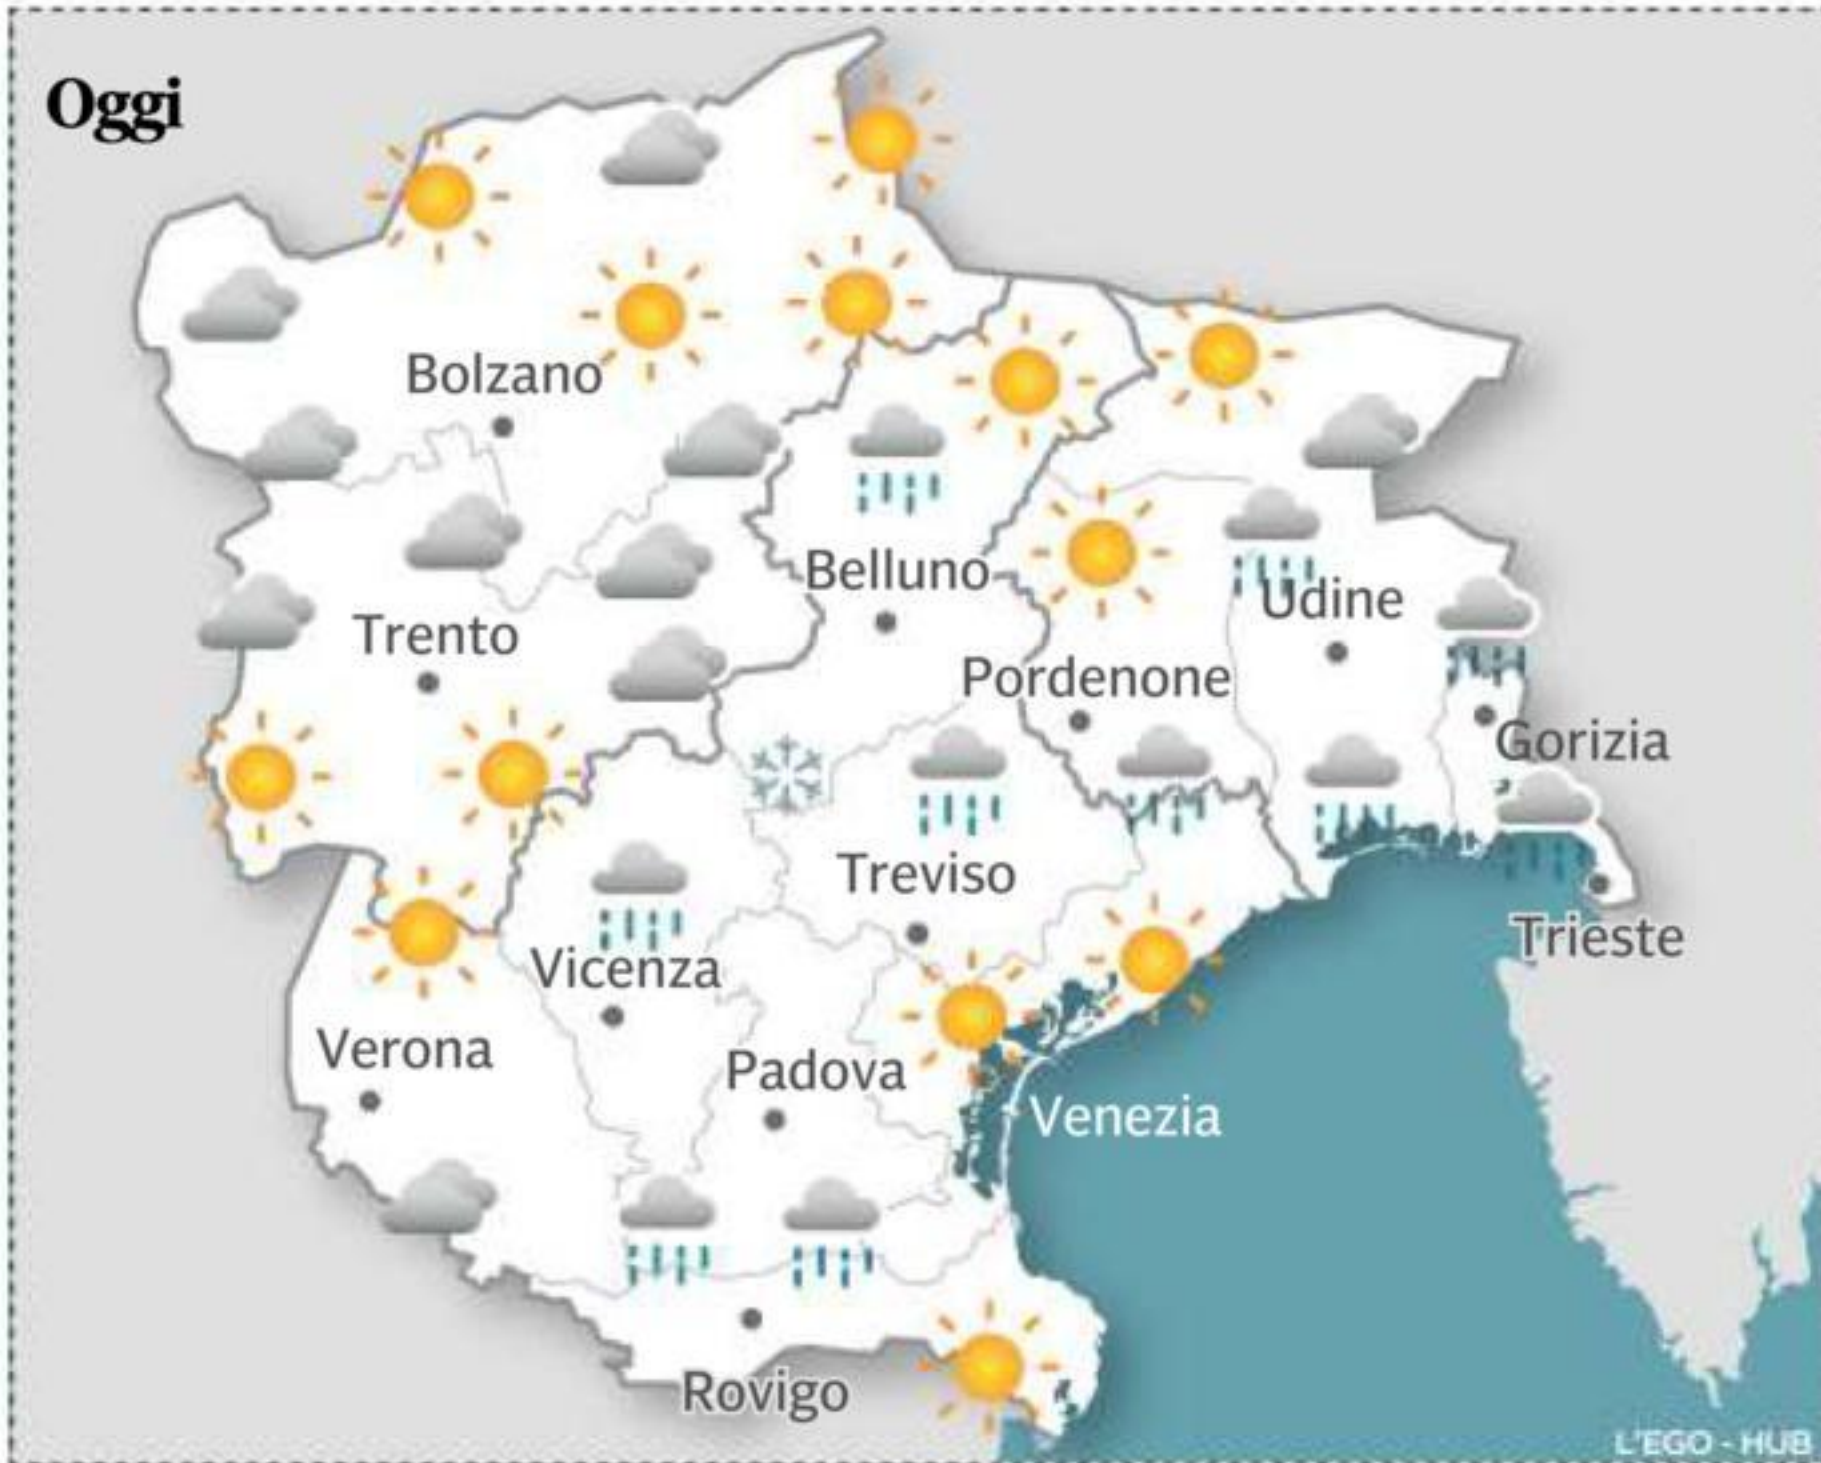 Oggi
Bolzano
Belluno
Udine
Trento
Pordenone
Gorizia
Treviso
Trieste
Vicenza
Verona
Padova
Venezia
Rovigo
L'EGO - HUB